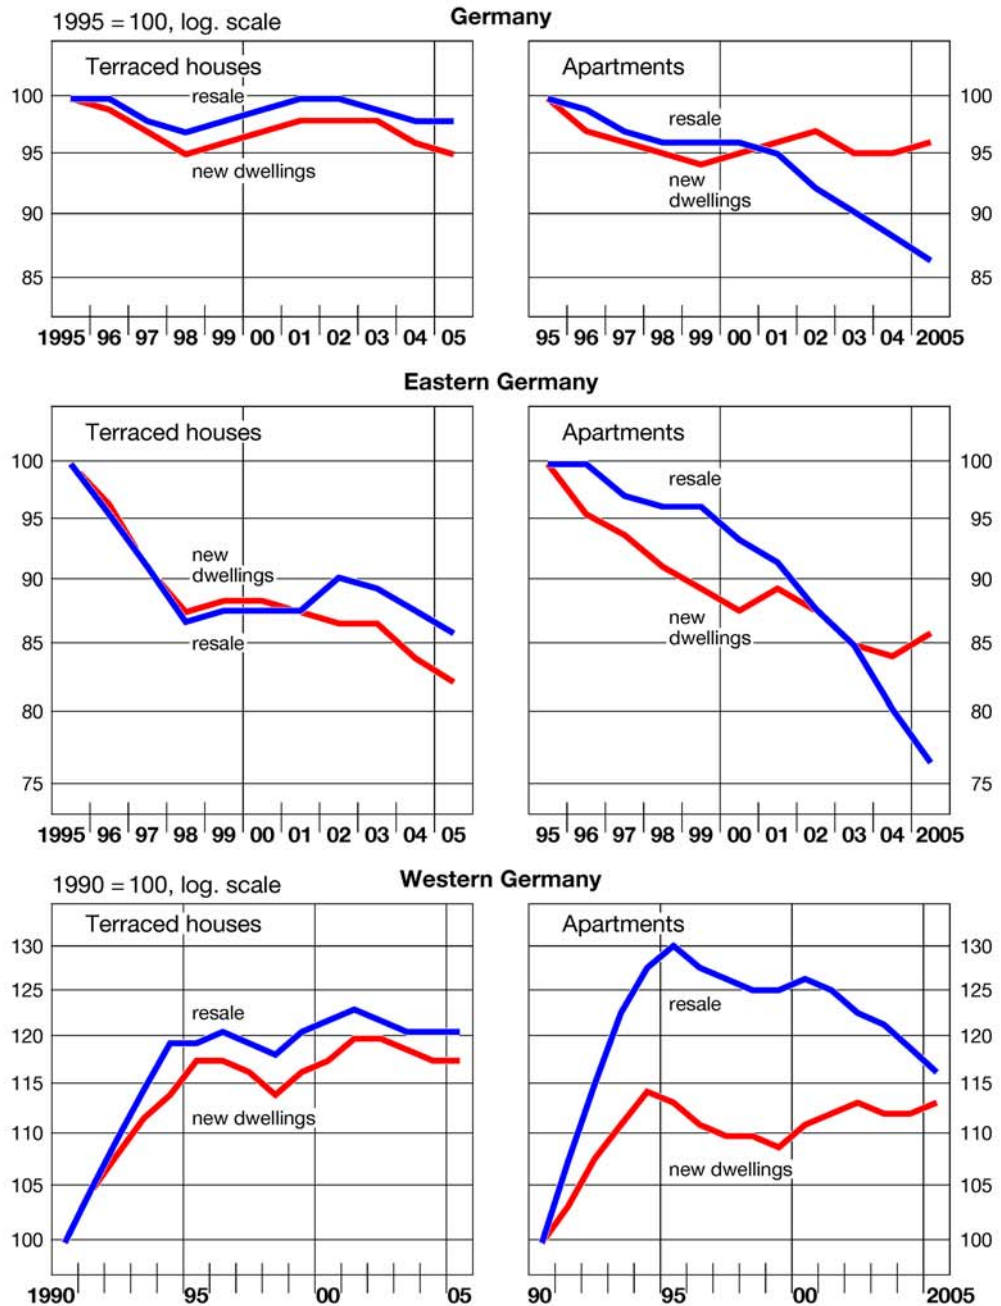 Germany
1995 = 100, log. scale
Terraced houses
resale
new dwellings
100
95
90
85
1995 96 97 98 99 00 01 02 03 04 05
Apartments
resale
new
dwellings
100
95
90
85
95 96 97 98 99 00 01 02 03 04 2005
Eastern Germany
Terraced houses
new
dwellings
resale
100
95
90
85
80
75
1995 96 97 98 99 00 01 02 03 04 05
Apartments
resale
new
dwellings
100
95
90
85
80
75
95 96 97 98 99 00 01 02 03 04 2005
Western Germany
1990 = 100, log. scale
Terraced houses
resale
new dwellings
130
125
120
115
110
105
100
1990 95 00 05
Apartments
resale
new dwellings
130
125
120
115
110
105
100
90 95 00 2005